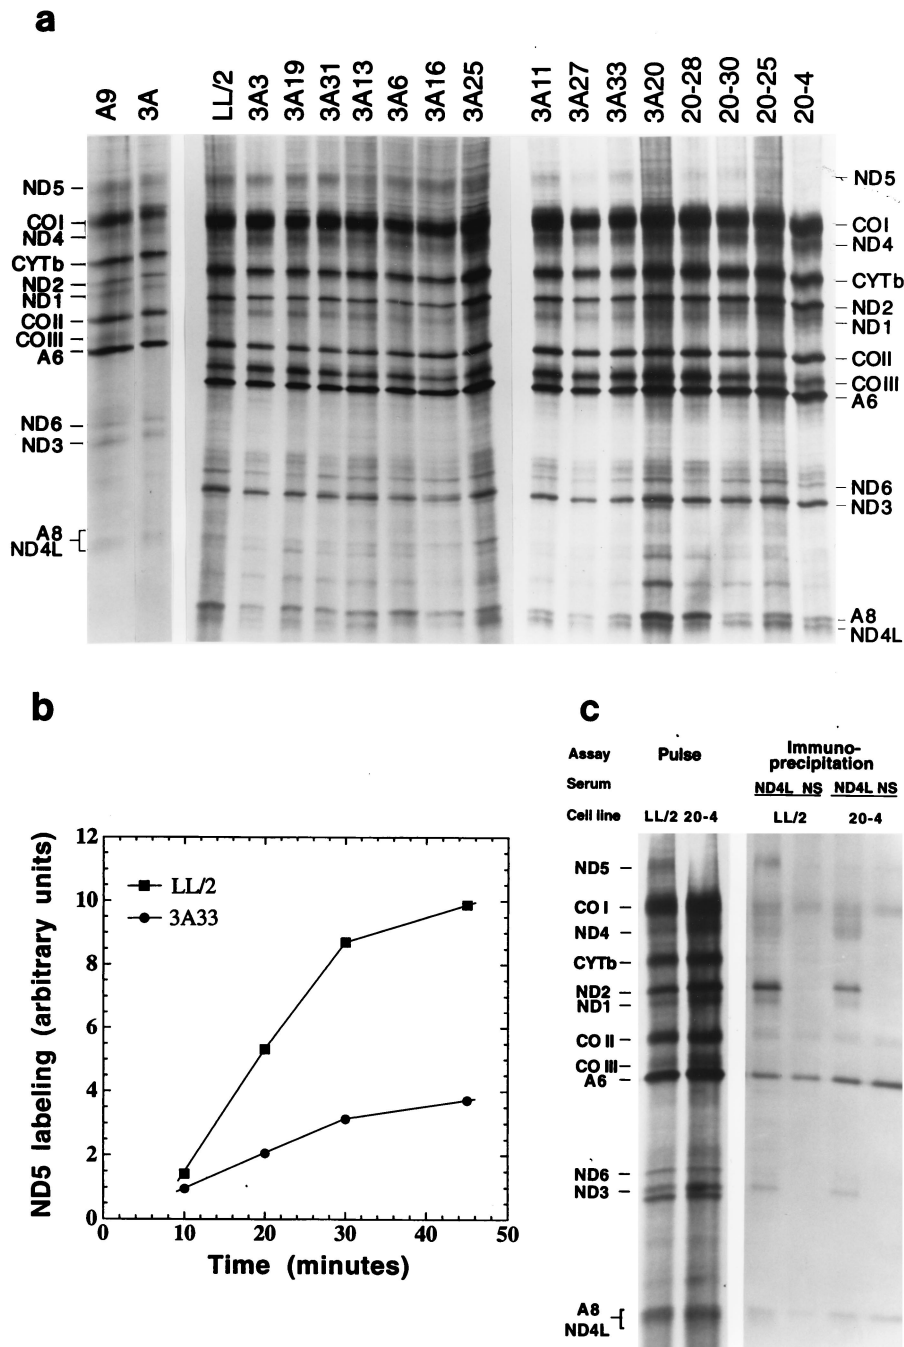 a
A9 3A LL/2 3A3 3A19 3A31 3A13 3A6 3A16 3A25 3A11 3A27 3A33 3A20 20-28 20-30 20-25 20-4
ND5
COI
ND4
CYTb
ND2
ND1
COII
COIII
A6
ND6
ND3
A8
ND4L
ND5
COI
ND4
CYTb
ND2
ND1
COII
COIII
A6
ND6
ND3
A8
ND4L
b
ND5 labeling (arbitrary units)
12
10
8
6
4
2
0
LL/2
3A33
0 10 20 30 40 50
Time (minutes)
c
Assay Pulse Immuno-
precipitation
Serum ND4L NS ND4L NS
Cell line LL/2 20-4 LL/2 20-4
ND5
CO I
ND4
CYTb
ND2
ND1
CO II
CO III
A6
ND6
ND3
A8
ND4L